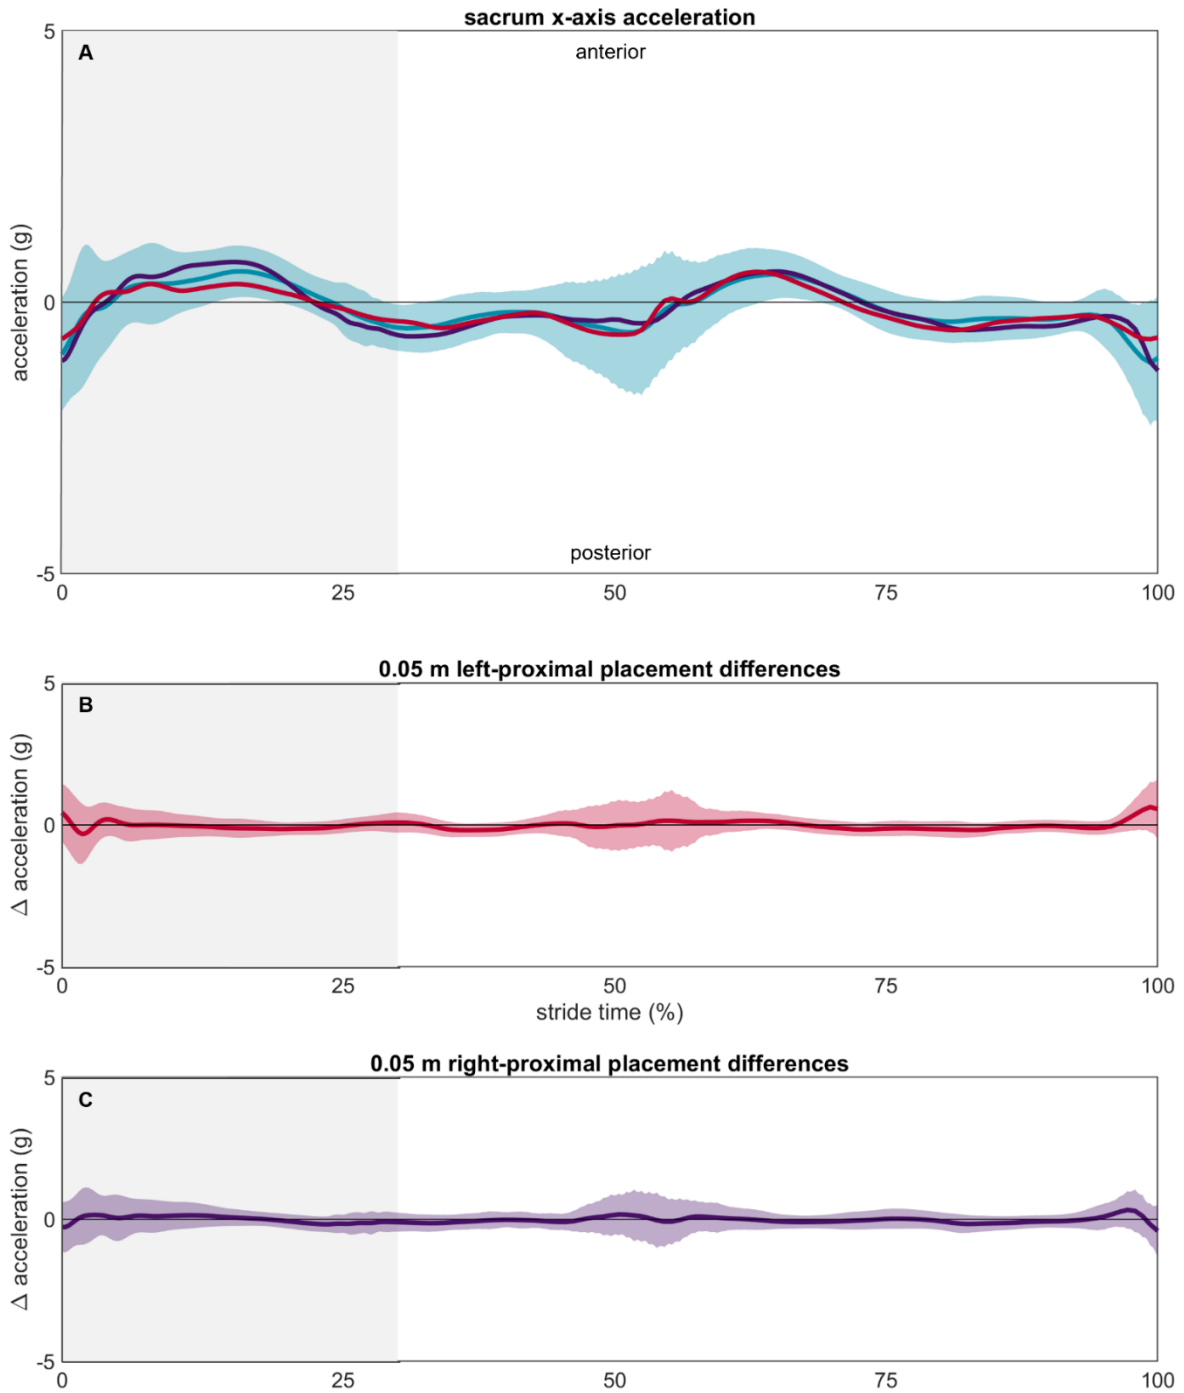 sacrum x-axis acceleration
5
A
anterior
acceleration (g)
0
posterior
-5
0 25 50 75 100
0.05 m left-proximal placement differences
5
B
Δ acceleration (g)
0
-5
0 25 50 75 100
stride time (%)
0.05 m right-proximal placement differences
5
C
Δ acceleration (g)
0
-5
0 25 50 75 100